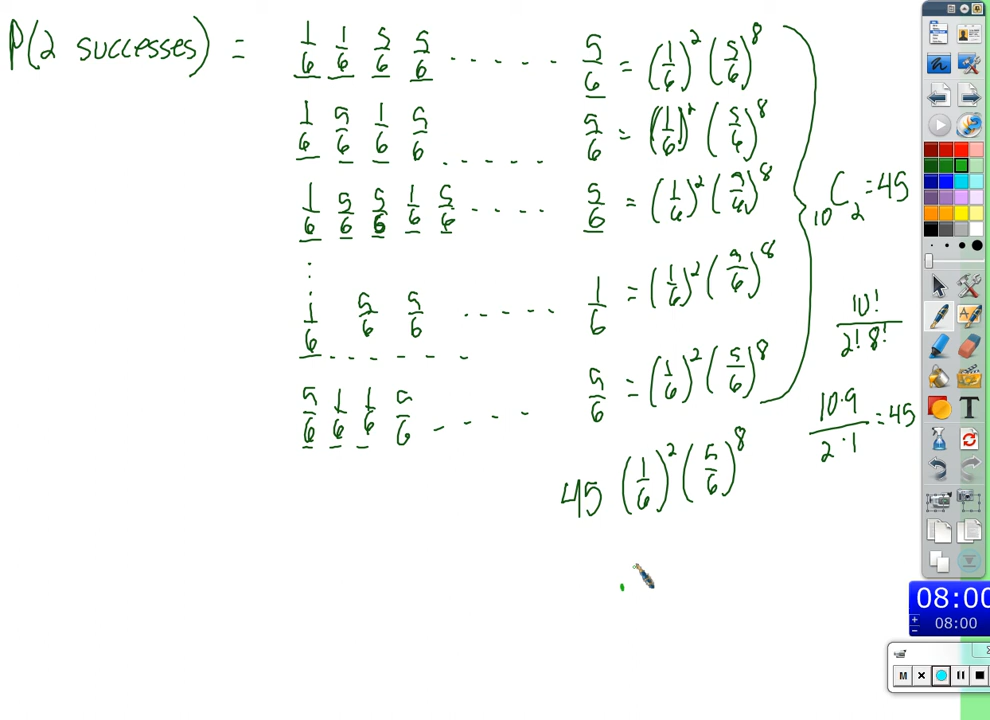 P(2 successes) = 1/6 1/6 5/6 5/6 ...... 5/6 = (1/6)^2 (5/6)^8
1/6 5/6 1/6 5/6 ..... 5/6 = (1/6)^2 (5/6)^8
1/6 5/6 5/6 1/6 5/6 .... 5/6 = (1/6)^2 (5/6)^8
10C2 = 45
⋮
1/6 5/6 5/6 ..... 1/6 = (1/6)^2 (5/6)^8
10!/2!8!
5/6 1/6 1/6 5/6 .... 5/6 = (1/6)^2 (5/6)^8
10·9/2·1 = 45
45 (1/6)^2 (5/6)^8
.
T
08:00
08:00
M